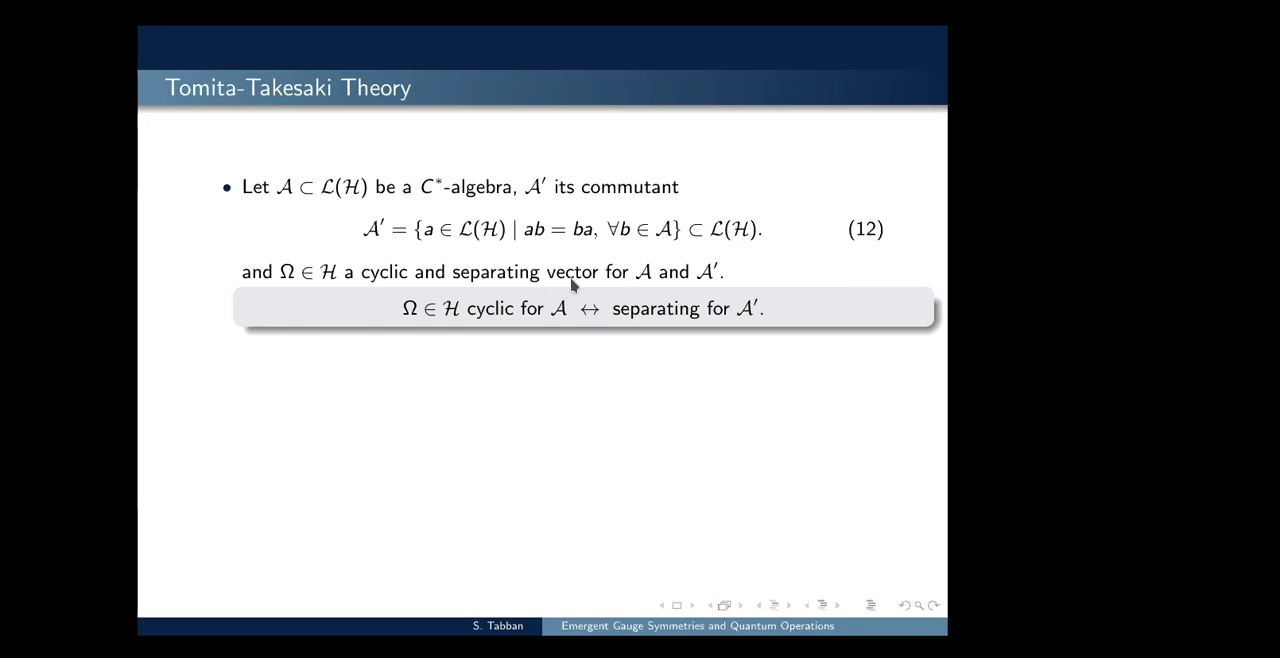 Tomita-Takesaki Theory
• Let 𝒜 ⊂ ℒ(ℋ) be a C*-algebra, 𝒜′ its commutant
𝒜′ = {a ∈ ℒ(ℋ) | ab = ba, ∀b ∈ 𝒜} ⊂ ℒ(ℋ). (12)
and Ω ∈ ℋ a cyclic and separating vector for 𝒜 and 𝒜′.
Ω ∈ ℋ cyclic for 𝒜 ↔ separating for 𝒜′.
S. Tabban Emergent Gauge Symmetries and Quantum Operations